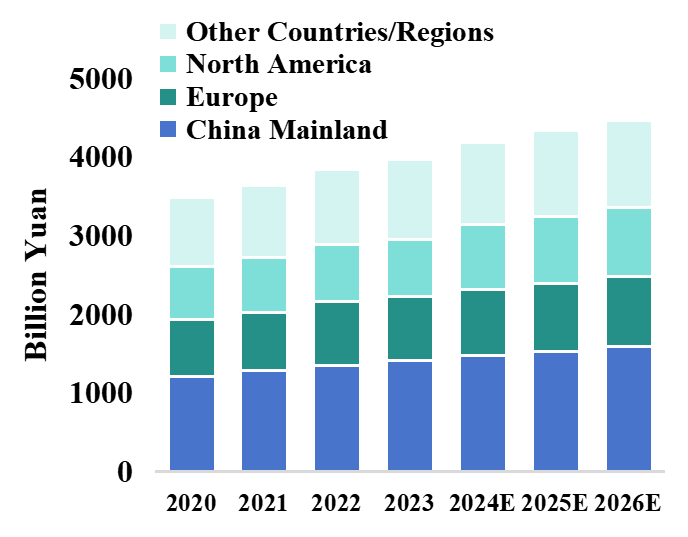 Other Countries/Regions
North America
Europe
China Mainland
Billion Yuan
5000
4000
3000
2000
1000
0
2020 2021 2022 2023 2024E 2025E 2026E